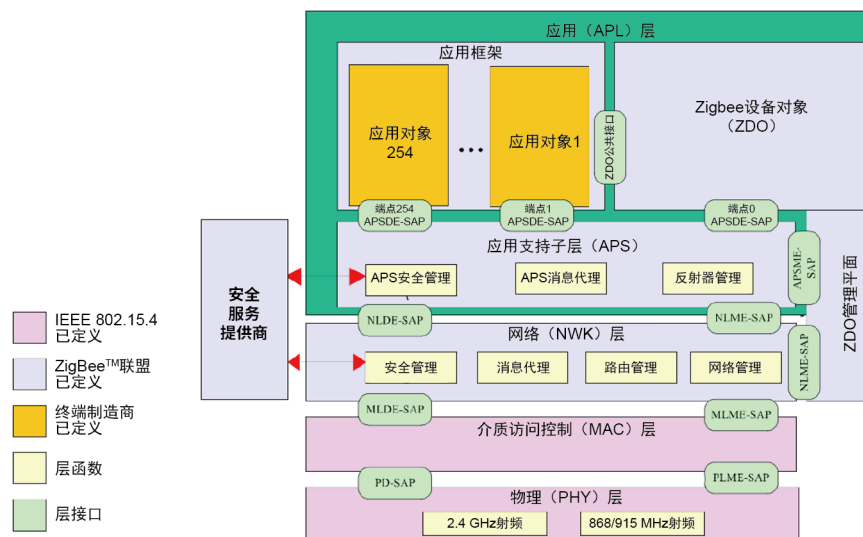 应用（APL）层
应用框架
应用对象
254
...
应用对象1
ZDO公共接口
Zigbee设备对象
（ZDO）
端点254
APSDE-SAP
端点1
APSDE-SAP
端点0
APSDE-SAP
应用支持子层（APS）
APS安全管理
APS消息代理
反射器管理
APSME-
SAP
ZDO管理平面
安全
服务
提供商
NLDE-SAP
NLME-SAP
网络（NWK）层
安全管理
消息代理
路由管理
网络管理
NLME-SAP
MLDE-SAP
MLME-SAP
介质访问控制（MAC）层
PD-SAP
PLME-SAP
物理（PHY）层
2.4 GHz射频
868/915 MHz射频
IEEE 802.15.4
已定义
ZigBee™联盟
已定义
终端制造商
已定义
层函数
层接口